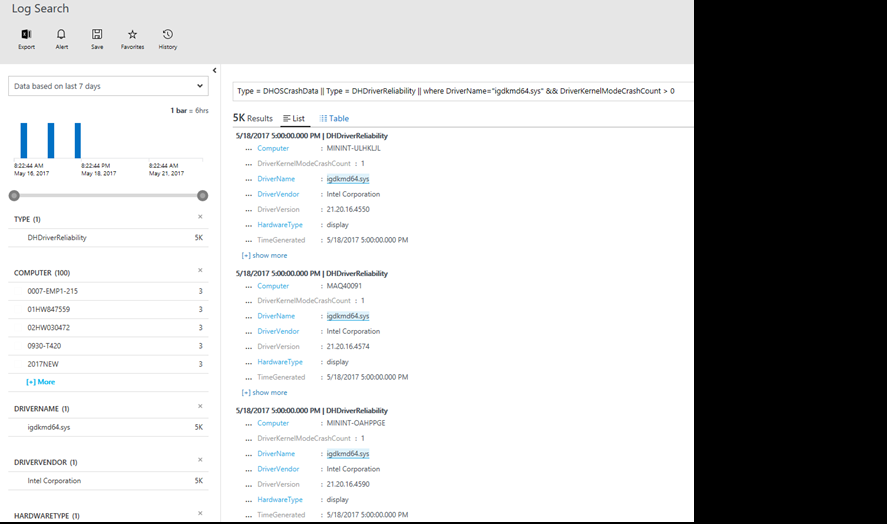 Log Search
Export Alert Save Favorites History
Data based on last 7 days
1 bar = 6hrs
8:22:44 AM 8:22:44 PM 8:22:44 AM
May 16, 2017 May 18, 2017 May 21, 2017
TYPE (1)
DHDriverReliability 5K
COMPUTER (100)
0007-EMP1-215 3
01HW847559 3
02HW030472 3
0930-T420 3
2017NEW 3
[+] More
DRIVERNAME (1)
igdkmd64.sys 5K
DRIVERVENDOR (1)
Intel Corporation 5K
HARDWARETYPE (1)
Type = DHOSCrashData || Type = DHDriverReliability || where DriverName="igdkmd64.sys" && DriverKernelModeCrashCount > 0
5K Results List Table
5/18/2017 5:00:00.000 PM | DHDriverReliability
... Computer : MININT-ULHKLJL
... DriverKernelModeCrashCount : 1
... DriverName : igdkmd64.sys
... DriverVendor : Intel Corporation
... DriverVersion : 21.20.16.4550
... HardwareType : display
... TimeGenerated : 5/18/2017 5:00:00.000 PM
[+] show more
5/18/2017 5:00:00.000 PM | DHDriverReliability
... Computer : MAQ40091
... DriverKernelModeCrashCount : 1
... DriverName : igdkmd64.sys
... DriverVendor : Intel Corporation
... DriverVersion : 21.20.16.4574
... HardwareType : display
... TimeGenerated : 5/18/2017 5:00:00.000 PM
[+] show more
5/18/2017 5:00:00.000 PM | DHDriverReliability
... Computer : MININT-OAHPPGE
... DriverKernelModeCrashCount : 1
... DriverName : igdkmd64.sys
... DriverVendor : Intel Corporation
... DriverVersion : 21.20.16.4590
... HardwareType : display
... TimeGenerated : 5/18/2017 5:00:00.000 PM